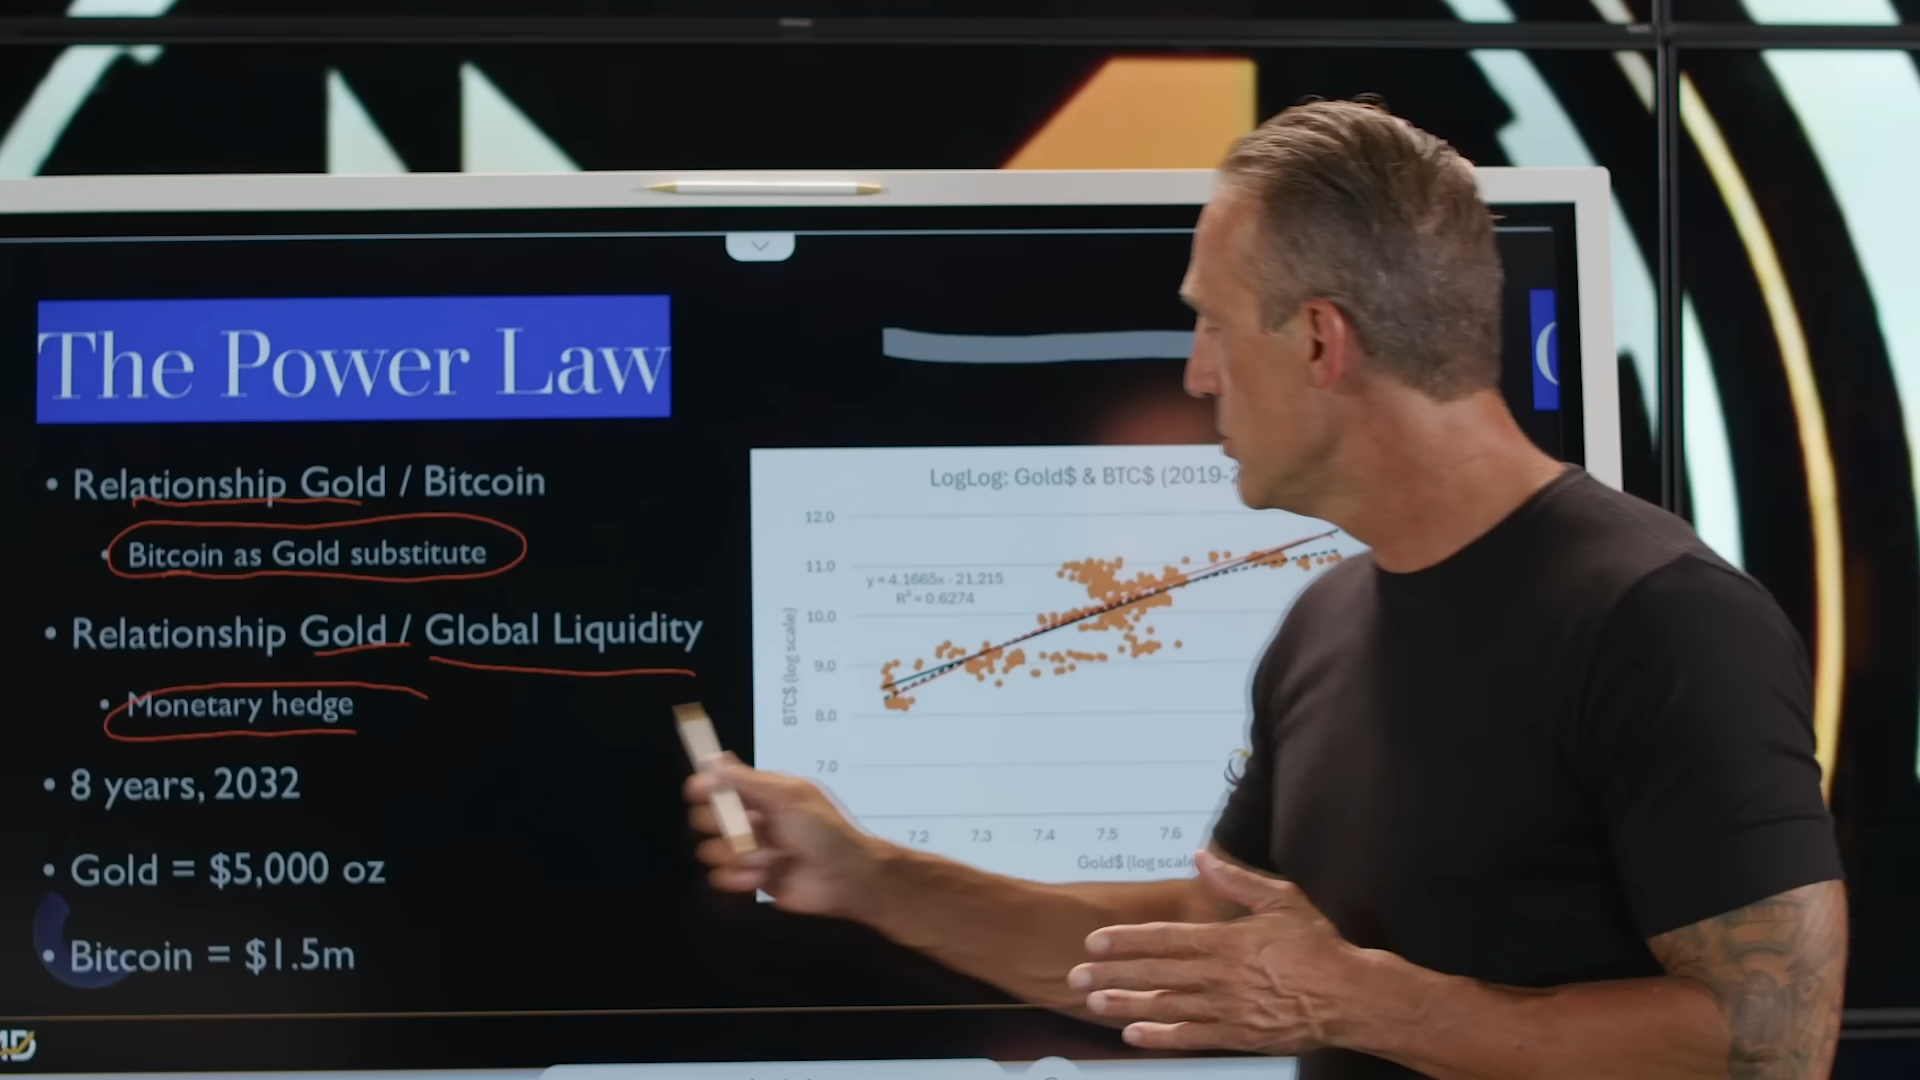 The Power Law
• Relationship Gold / Bitcoin
• Bitcoin as Gold substitute
• Relationship Gold / Global Liquidity
• Monetary hedge
• 8 years, 2032
• Gold = $5,000 oz
• Bitcoin = $1.5m
LogLog: Gold$ & BTC$ (2019-2
12.0
11.0
10.0
9.0
8.0
7.0
y = 4.1665x - 21.215
R² = 0.6274
BTC$ (log scale)
7.2 7.3 7.4 7.5 7.6
Gold$ (log scale